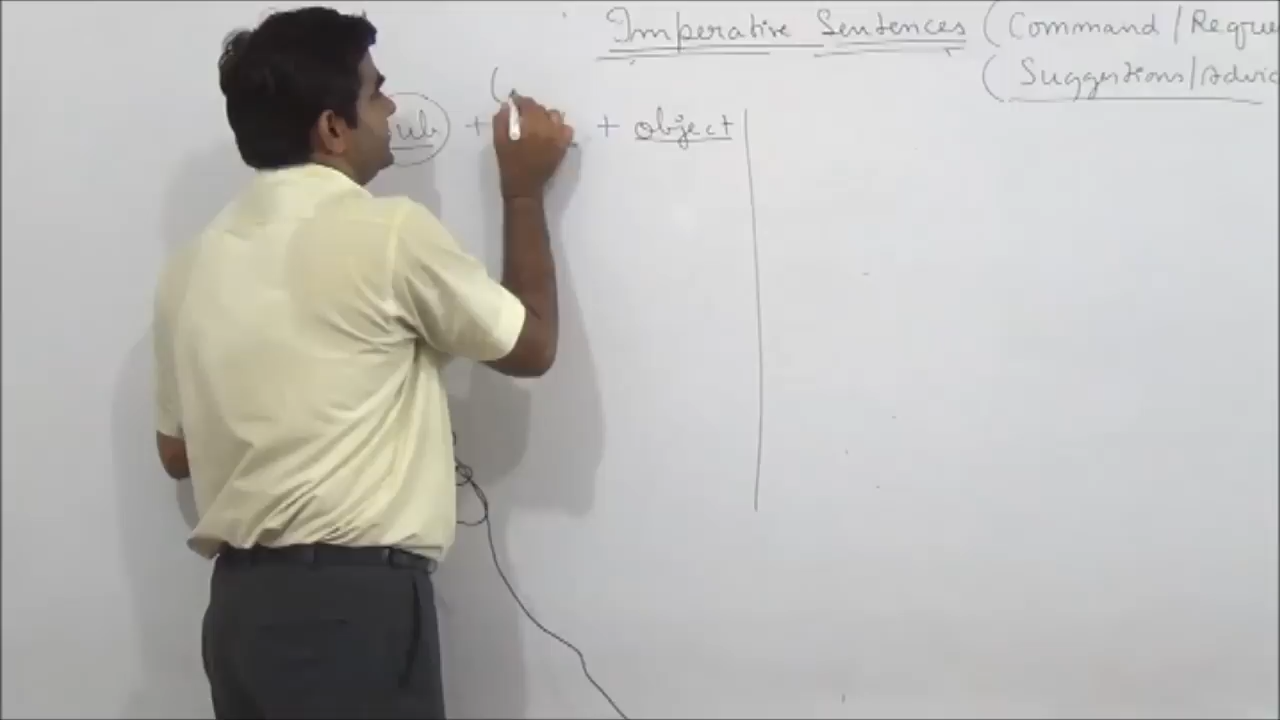 Imperative Sentences (Command/Reque
(Suggestions/Advic
Sub + + object